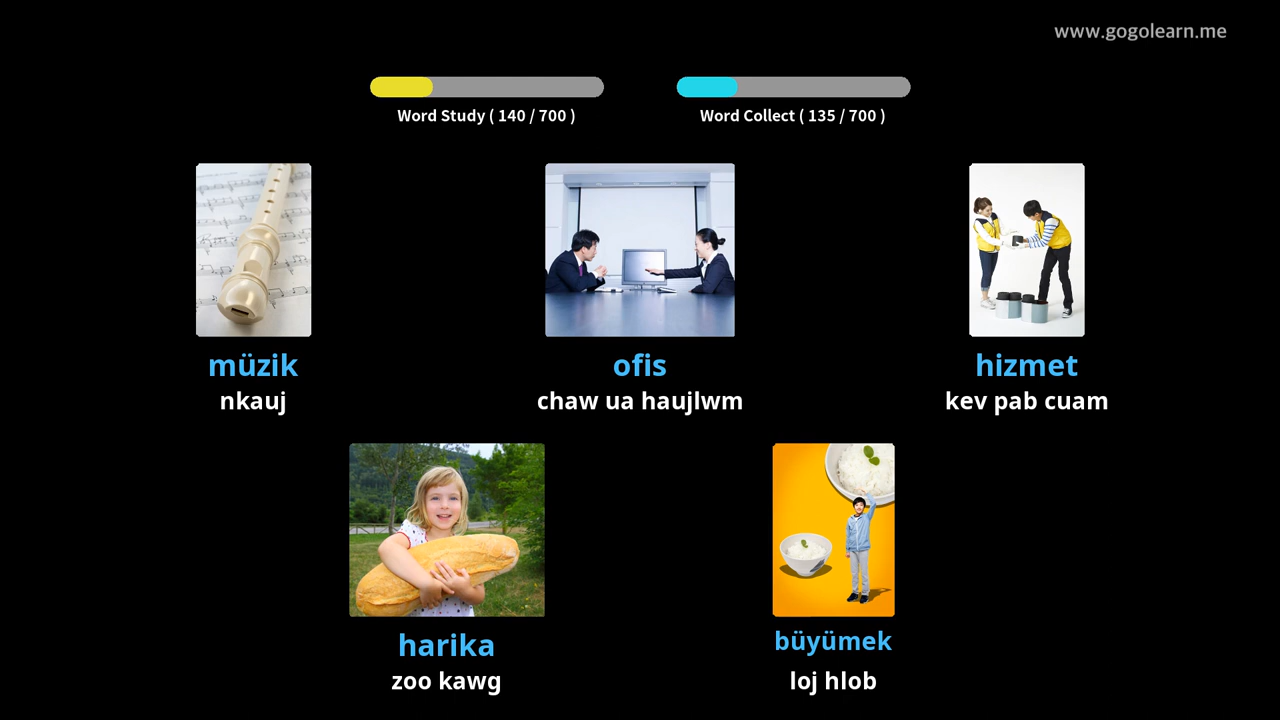 www.gogolearn.me
Word Study ( 140 / 700 )
Word Collect ( 135 / 700 )
müzik
nkauj
ofis
chaw ua haujlwm
hizmet
kev pab cuam
harika
zoo kawg
büyümek
loj hlob